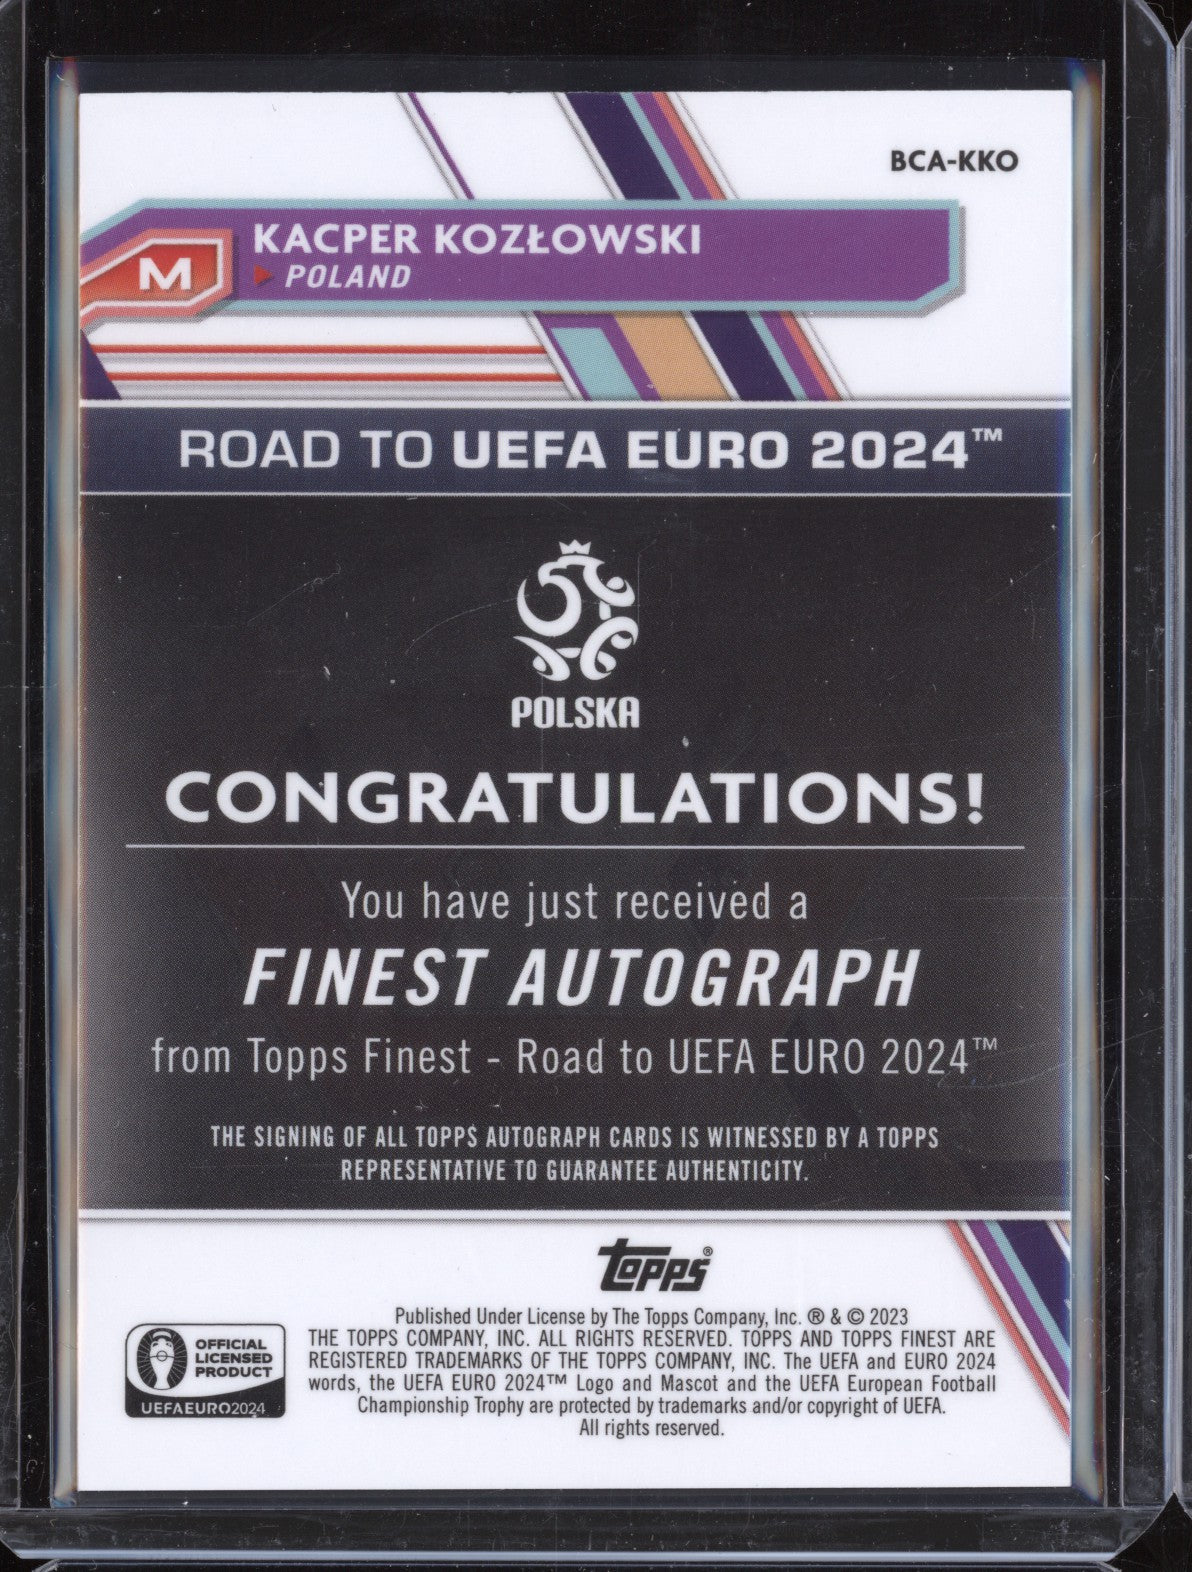 BCA-KKO
KACPER KOZŁOWSKI
M
POLAND
ROAD TO UEFA EURO 2024™
POLSKA
CONGRATULATIONS!
You have just received a
FINEST AUTOGRAPH
from Topps Finest - Road to UEFA EURO 2024™
THE SIGNING OF ALL TOPPS AUTOGRAPH CARDS IS WITNESSED BY A TOPPS
REPRESENTATIVE TO GUARANTEE AUTHENTICITY.
Topps®
Published Under License by The Topps Company, Inc. ® & © 2023
THE TOPPS COMPANY, INC. ALL RIGHTS RESERVED. TOPPS AND TOPPS FINEST ARE
REGISTERED TRADEMARKS OF THE TOPPS COMPANY, INC. The UEFA and EURO 2024
words, the UEFA EURO 2024™ Logo and Mascot and the UEFA European Football
Championship Trophy are protected by trademarks and/or copyright of UEFA.
All rights reserved.
OFFICIAL
LICENSED
PRODUCT
UEFAEURO2024